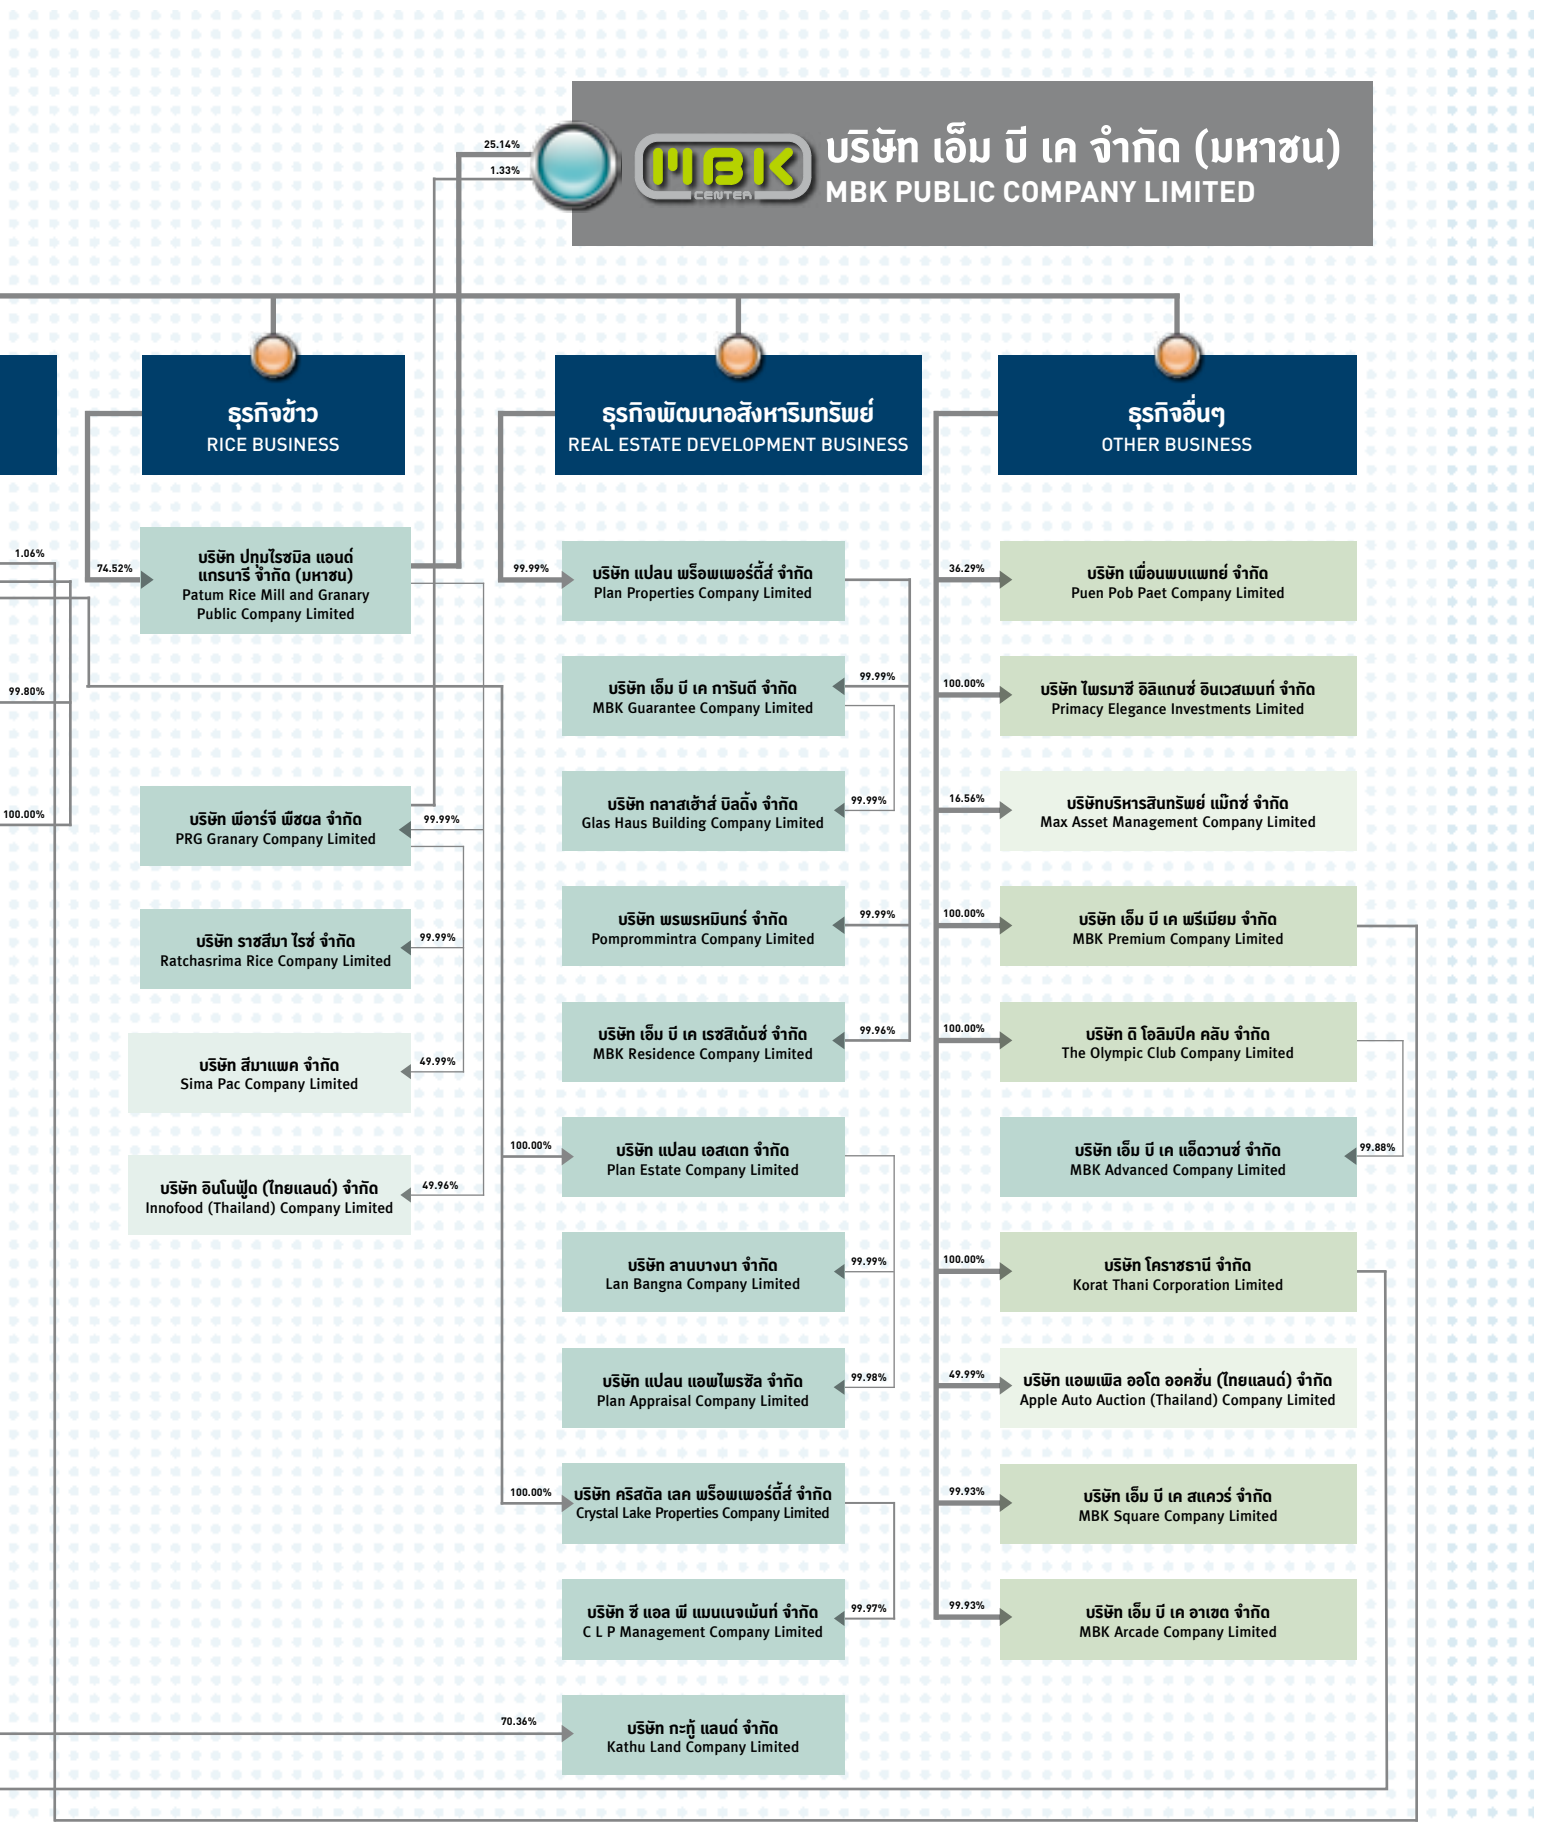 25.14%
1.33%
MBK
CENTER
บริษัท เอ็ม บี เค จำกัด (มหาชน)
MBK PUBLIC COMPANY LIMITED
ธุรกิจข้าว
RICE BUSINESS
ธุรกิจพัฒนาอสังหาริมทรัพย์
REAL ESTATE DEVELOPMENT BUSINESS
ธุรกิจอื่นๆ
OTHER BUSINESS
1.06%
99.80%
100.00%
74.52%
บริษัท ปทุมไรซมิล แอนด์
แกรนารี จำกัด (มหาชน)
Patum Rice Mill and Granary
Public Company Limited
บริษัท พีอาร์จี พืชผล จำกัด
PRG Granary Company Limited
99.99%
บริษัท ราชสีมา ไรซ์ จำกัด
Ratchasrima Rice Company Limited
99.99%
บริษัท สีมาแพค จำกัด
Sima Pac Company Limited
49.99%
บริษัท อินโนฟู้ด (ไทยแลนด์) จำกัด
Innofood (Thailand) Company Limited
49.96%
99.99%
บริษัท แปลน พร็อพเพอร์ตี้ส์ จำกัด
Plan Properties Company Limited
บริษัท เอ็ม บี เค การันตี จำกัด
MBK Guarantee Company Limited
99.99%
บริษัท กลาสเฮ้าส์ บิลดิ้ง จำกัด
Glas Haus Building Company Limited
99.99%
บริษัท พรพรหมินทร์ จำกัด
Pomprommintra Company Limited
99.99%
บริษัท เอ็ม บี เค เรซสิเด้นซ์ จำกัด
MBK Residence Company Limited
99.96%
100.00%
บริษัท แปลน เอสเตท จำกัด
Plan Estate Company Limited
บริษัท ลานบางนา จำกัด
Lan Bangna Company Limited
99.99%
บริษัท แปลน แอพไพรซัล จำกัด
Plan Appraisal Company Limited
99.98%
100.00%
บริษัท คริสตัล เลค พร็อพเพอร์ตี้ส์ จำกัด
Crystal Lake Properties Company Limited
บริษัท ซี แอล พี แมนเนจเม้นท์ จำกัด
C L P Management Company Limited
99.97%
70.36%
บริษัท กะทู้ แลนด์ จำกัด
Kathu Land Company Limited
36.29%
บริษัท เพื่อนพบแพทย์ จำกัด
Puen Pob Paet Company Limited
100.00%
บริษัท ไพรมาซี อิลิแกนซ์ อินเวสเมนท์ จำกัด
Primacy Elegance Investments Limited
16.56%
บริษัทบริหารสินทรัพย์ แม๊กซ์ จำกัด
Max Asset Management Company Limited
100.00%
บริษัท เอ็ม บี เค พรีเมียม จำกัด
MBK Premium Company Limited
100.00%
บริษัท ดิ โอลิมปิค คลับ จำกัด
The Olympic Club Company Limited
บริษัท เอ็ม บี เค แอ็ดวานซ์ จำกัด
MBK Advanced Company Limited
99.88%
100.00%
บริษัท โคราชธานี จำกัด
Korat Thani Corporation Limited
49.99%
บริษัท แอพเพิล ออโต ออคชั่น (ไทยแลนด์) จำกัด
Apple Auto Auction (Thailand) Company Limited
99.93%
บริษัท เอ็ม บี เค สแควร์ จำกัด
MBK Square Company Limited
99.93%
บริษัท เอ็ม บี เค อาเขต จำกัด
MBK Arcade Company Limited